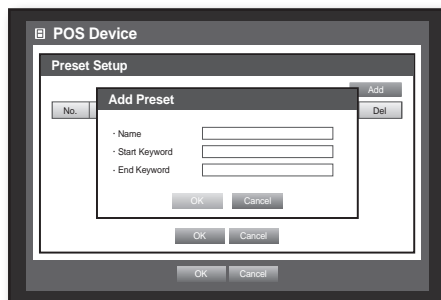 POS Device
Preset Setup
Add
No.
Del
Add Preset
· Name
· Start Keyword
· End Keyword
OK Cancel
OK Cancel
OK Cancel